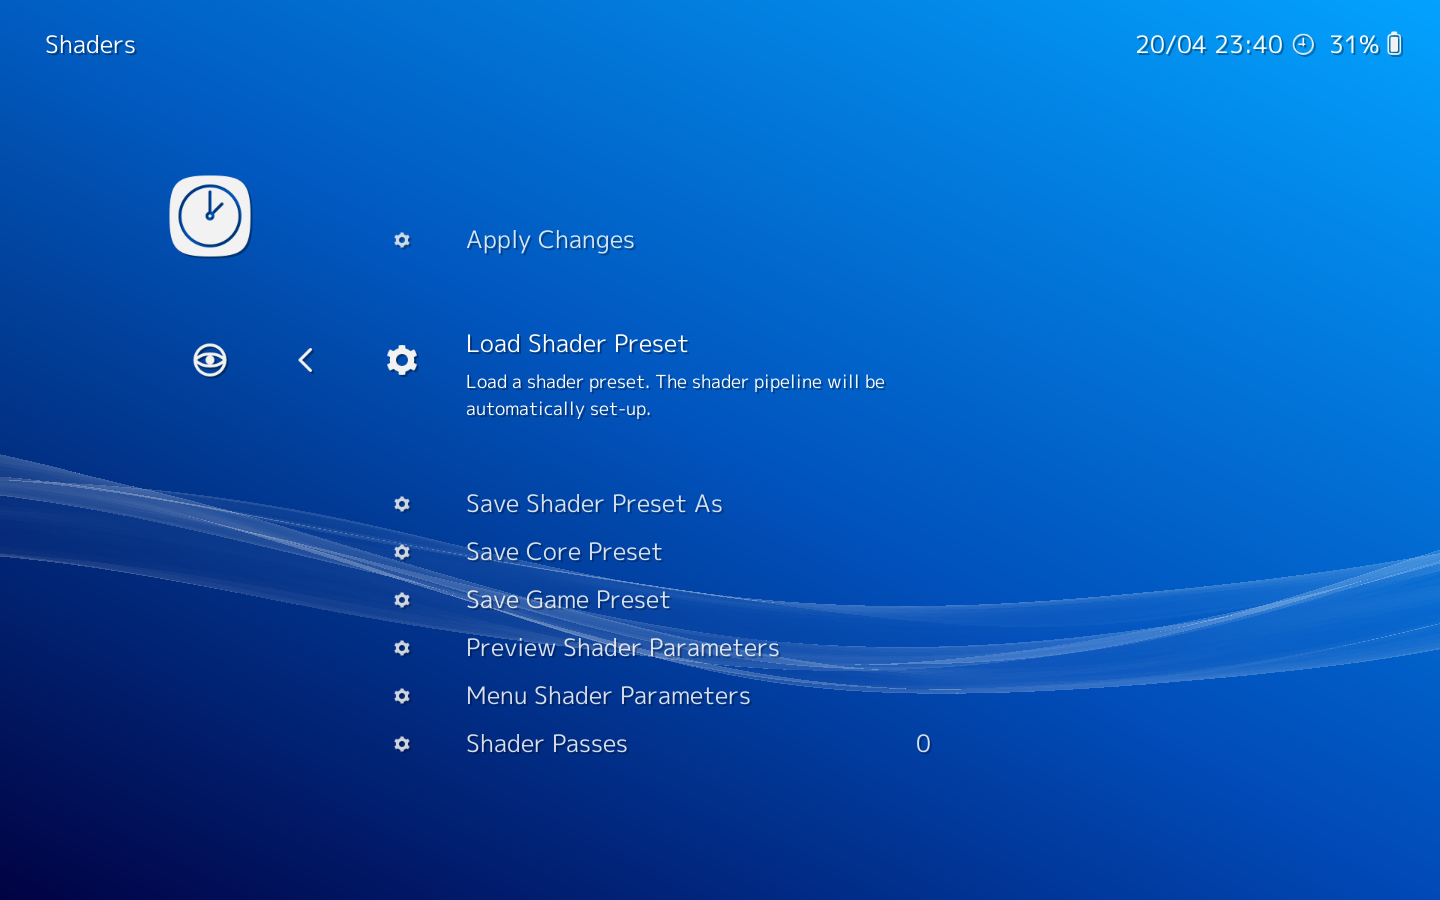 Shaders
20/04 23:40 31%
Apply Changes
Load Shader Preset
Load a shader preset. The shader pipeline will be
automatically set-up.
Save Shader Preset As
Save Core Preset
Save Game Preset
Preview Shader Parameters
Menu Shader Parameters
Shader Passes 0